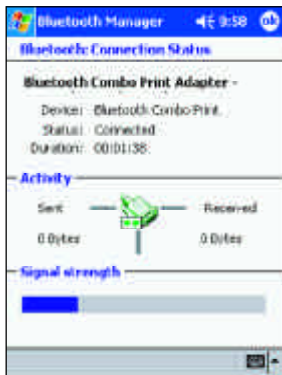 Bluetooth Manager 9:58 ok
Bluetooth: Connection Status
Bluetooth Combo Print Adapter -
Device: Bluetooth Combo Print
Status: Connected
Duration: 00:01:38
Activity
Sent Received
0 Bytes 0 Bytes
Signal strength